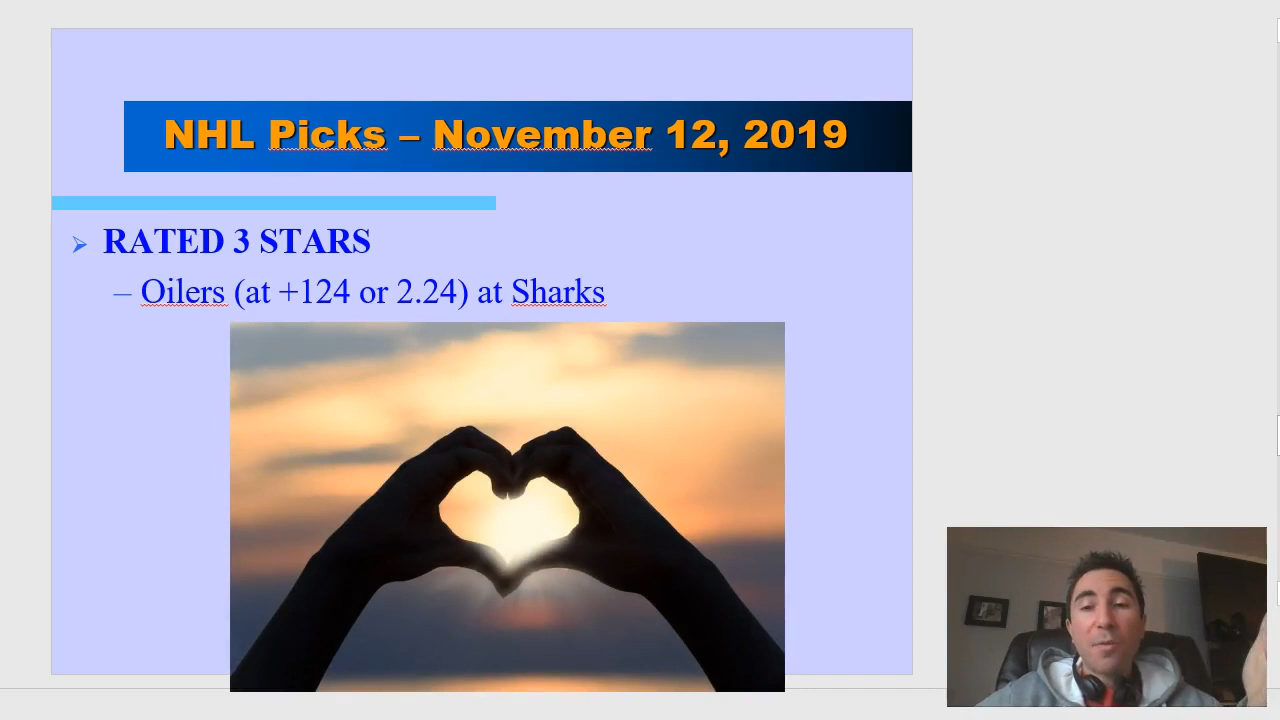 NHL Picks – November 12, 2019
RATED 3 STARS
– Oilers (at +124 or 2.24) at Sharks